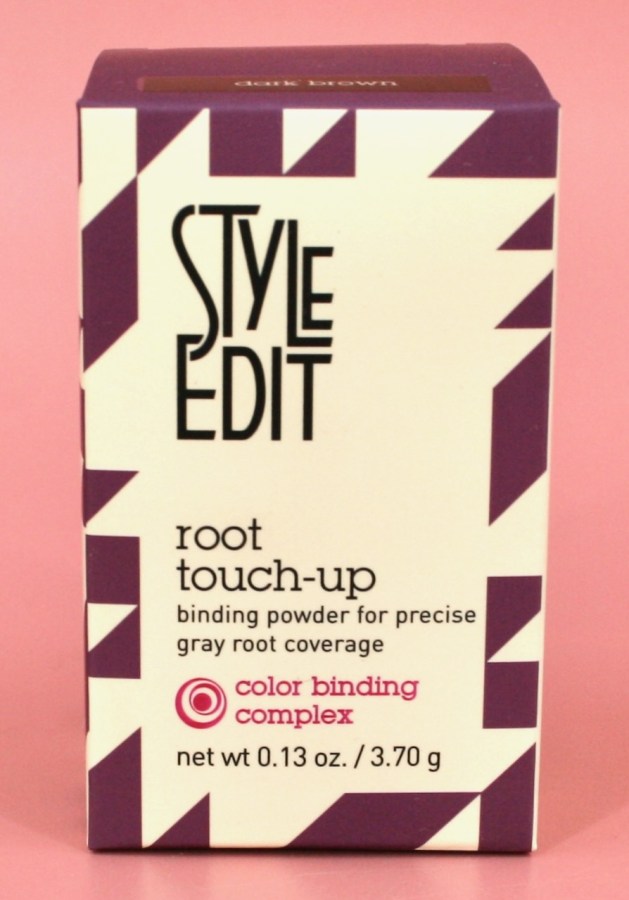 dark brown
STYLE
EDIT
root
touch-up
binding powder for precise
gray root coverage
color binding
complex
net wt 0.13 oz. / 3.70 g